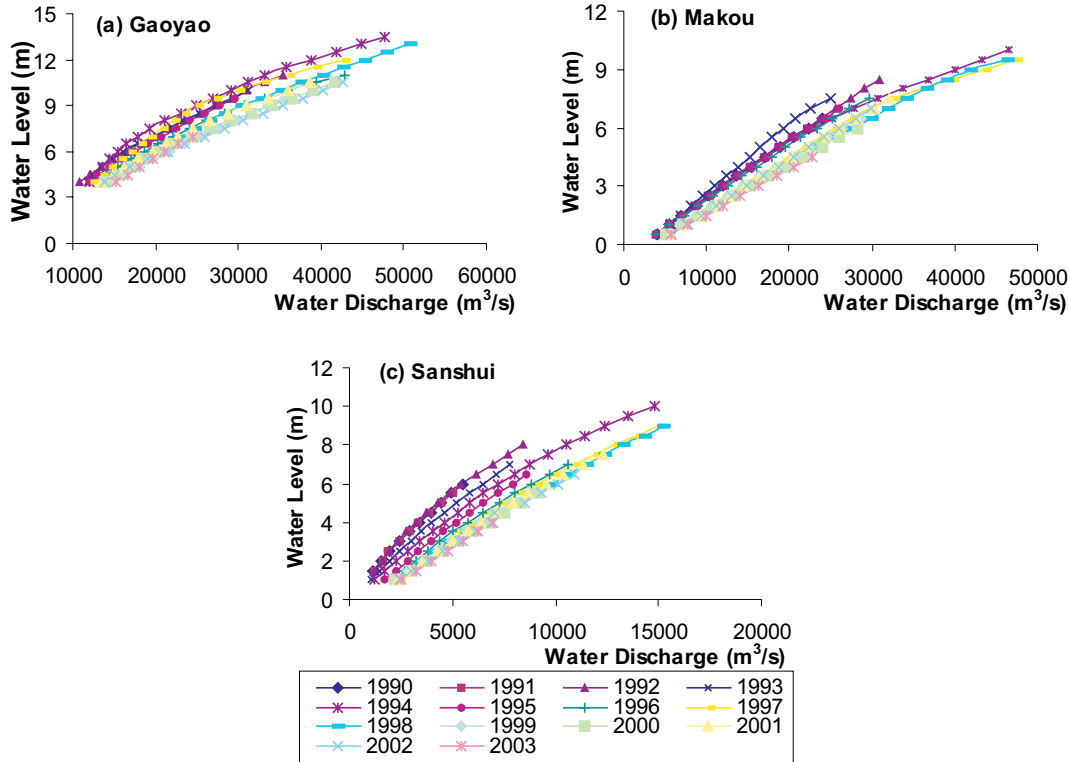 (a) Gaoyao
Water Level (m)
15
12
9
6
3
0
10000 20000 30000 40000 50000 60000
Water Discharge (m³/s)
(b) Makou
Water Level (m)
12
9
6
3
0
0 10000 20000 30000 40000 50000
Water Discharge (m³/s)
(c) Sanshui
Water Level (m)
12
10
8
6
4
2
0
0 5000 10000 15000 20000
Water Discharge (m³/s)
1990 1991 1992 1993
1994 1995 1996 1997
1998 1999 2000 2001
2002 2003